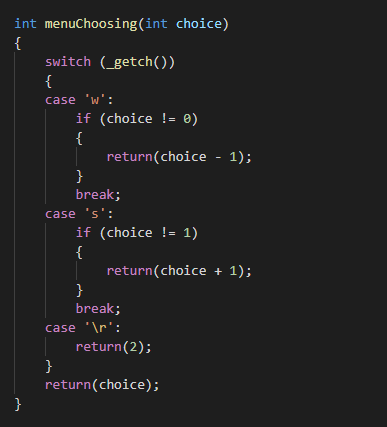 int menuChoosing(int choice)
{
    switch (_getch())
    {
    case 'w':
        if (choice != 0)
        {
            return(choice - 1);
        }
        break;
    case 's':
        if (choice != 1)
        {
            return(choice + 1);
        }
        break;
    case '\r':
        return(2);
    }
    return(choice);
}